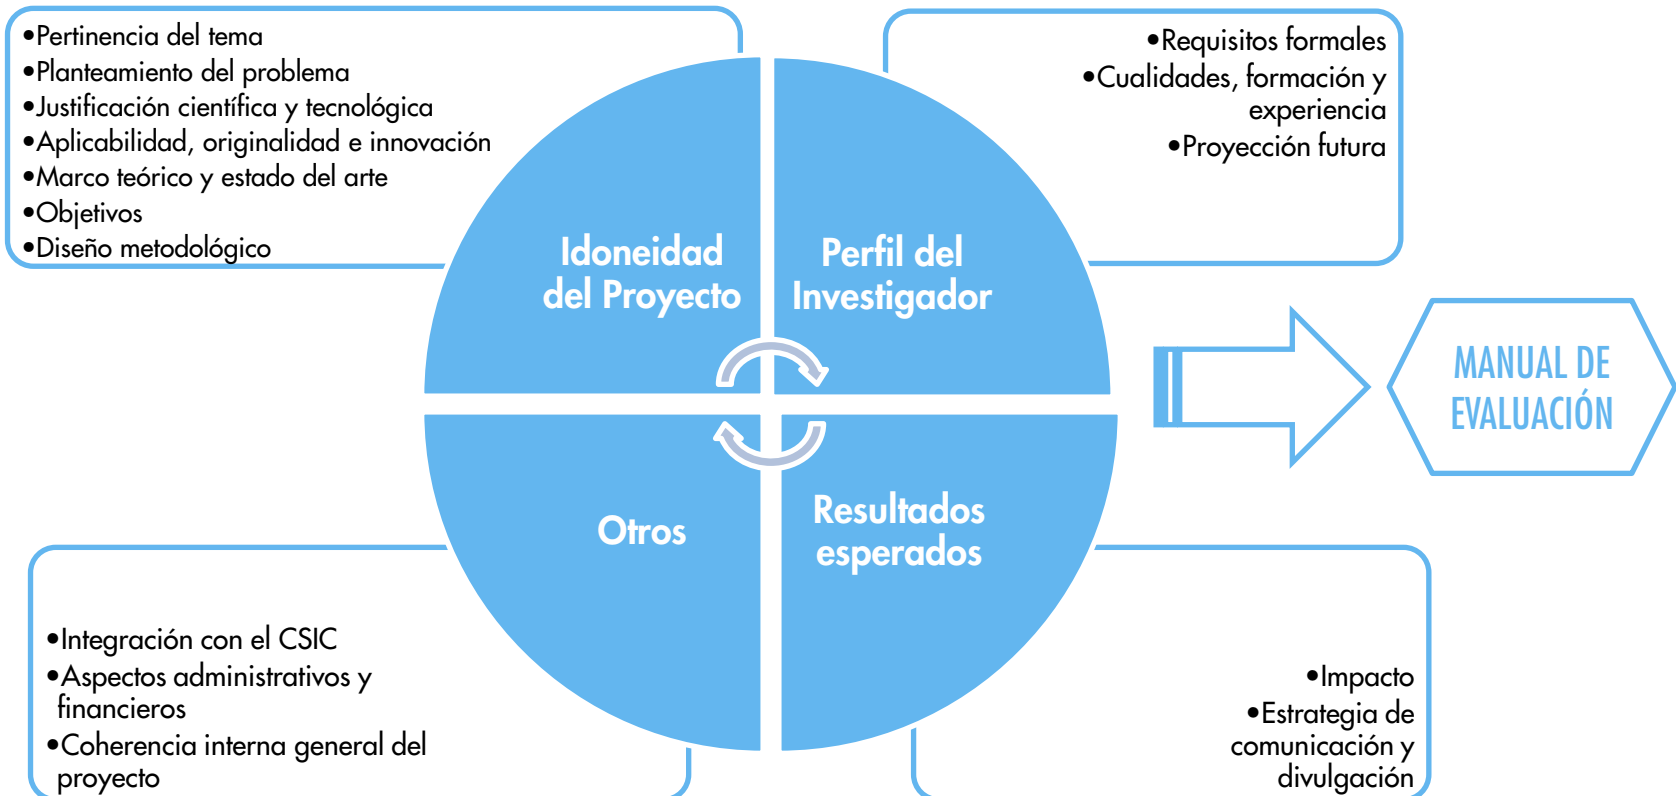 •Pertinencia del tema
•Planteamiento del problema
•Justificación científica y tecnológica
•Aplicabilidad, originalidad e innovación
•Marco teórico y estado del arte
•Objetivos
•Diseño metodológico
•Requisitos formales
•Cualidades, formación y
experiencia
•Proyección futura
Idoneidad
del Proyecto
Perfil del
Investigador
MANUAL DE
EVALUACIÓN
Otros
Resultados
esperados
•Integración con el CSIC
•Aspectos administrativos y
financieros
•Coherencia interna general del
proyecto
•Impacto
•Estrategia de
comunicación y
divulgación